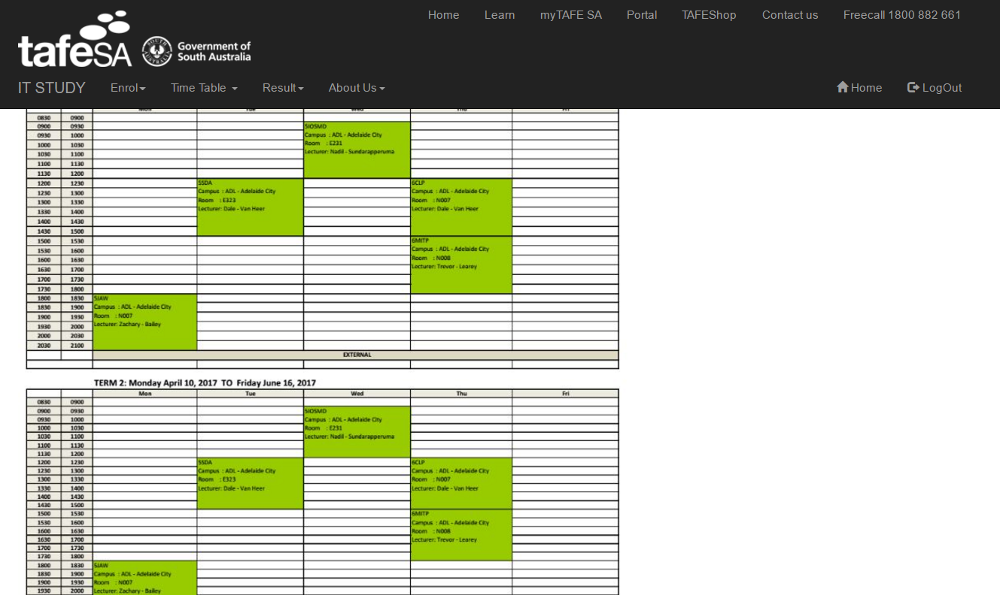 Home Learn myTAFE SA Portal TAFEShop Contact us Freecall 1800 882 661
tafeSA Government of
South Australia
IT STUDY Enrol Time Table Result About Us Home LogOut
Mon Tue Wed Thu Fri
0830 0900
0900 0930 5IOSMD
0930 1000 Campus : ADL - Adelaide City
1000 1030 Room : E231
1030 1100 Lecturer: Nadil - Sundarapperuma
1100 1130
1130 1200
1200 1230 5SDA 6CLP
1230 1300 Campus : ADL - Adelaide City Campus : ADL - Adelaide City
1300 1330 Room : E323 Room : N007
1330 1400 Lecturer: Dale - Van Heer Lecturer: Dale - Van Heer
1400 1430
1430 1500
1500 1530 6MITP
1530 1600 Campus : ADL - Adelaide City
1600 1630 Room : N008
1630 1700 Lecturer: Trevor - Learey
1700 1730
1730 1800
1800 1830 5JAW
1830 1900 Campus : ADL - Adelaide City
1900 1930 Room : N007
1930 2000 Lecturer: Zachary - Bailey
2000 2030
2030 2100
EXTERNAL
TERM 2: Monday April 10, 2017 TO Friday June 16, 2017
Mon Tue Wed Thu Fri
0830 0900
0900 0930 5IOSMD
0930 1000 Campus : ADL - Adelaide City
1000 1030 Room : E231
1030 1100 Lecturer: Nadil - Sundarapperuma
1100 1130
1130 1200
1200 1230 5SDA 6CLP
1230 1300 Campus : ADL - Adelaide City Campus : ADL - Adelaide City
1300 1330 Room : E323 Room : N007
1330 1400 Lecturer: Dale - Van Heer Lecturer: Dale - Van Heer
1400 1430
1430 1500
1500 1530 6MITP
1530 1600 Campus : ADL - Adelaide City
1600 1630 Room : N008
1630 1700 Lecturer: Trevor - Learey
1700 1730
1730 1800
1800 1830 5JAW
1830 1900 Campus : ADL - Adelaide City
1900 1930 Room : N007
1930 2000 Lecturer: Zachary - Bailey